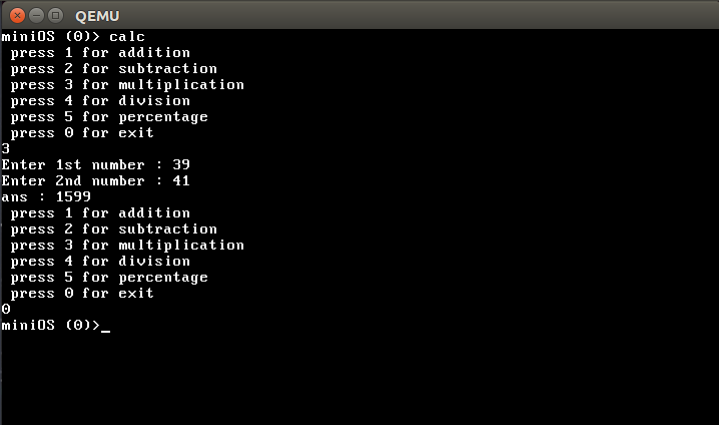 QEMU
miniOS (0)> calc
press 1 for addition
press 2 for subtraction
press 3 for multiplication
press 4 for division
press 5 for percentage
press 0 for exit
3
Enter 1st number : 39
Enter 2nd number : 41
ans : 1599
press 1 for addition
press 2 for subtraction
press 3 for multiplication
press 4 for division
press 5 for percentage
press 0 for exit
0
miniOS (0)>_